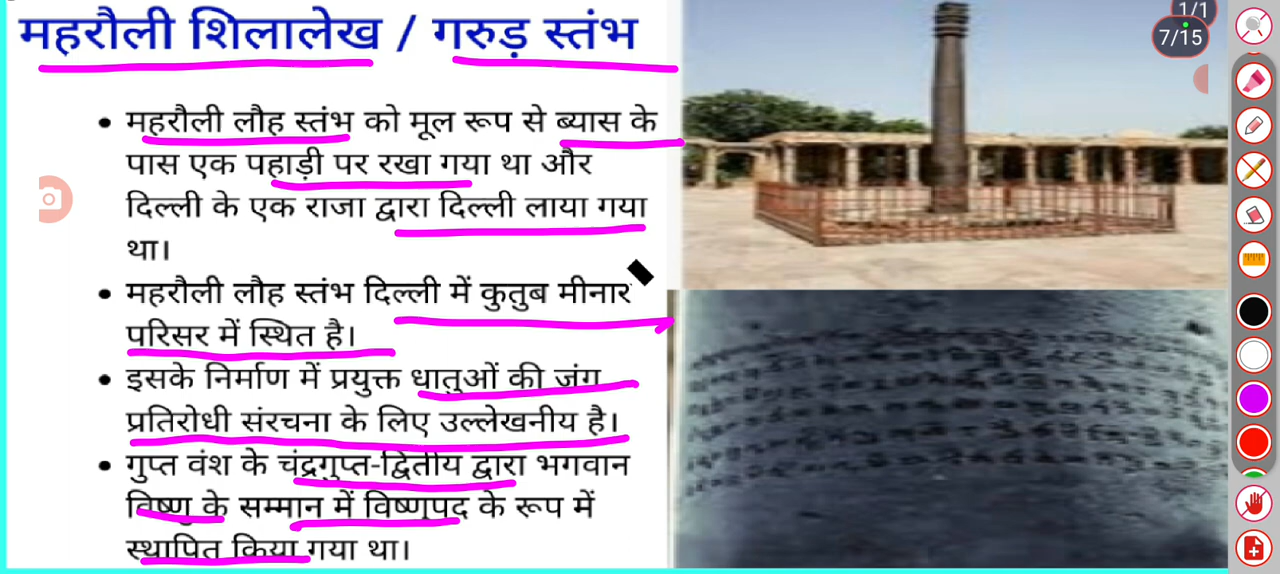 महरौली शिलालेख / गरुड़ स्तंभ
1/1
7/15
• महरौली लौह स्तंभ को मूल रूप से ब्यास के
पास एक पहाड़ी पर रखा गया था और
दिल्ली के एक राजा द्वारा दिल्ली लाया गया
था।
• महरौली लौह स्तंभ दिल्ली में कुतुब मीनार
परिसर में स्थित है।
• इसके निर्माण में प्रयुक्त धातुओं की जंग
प्रतिरोधी संरचना के लिए उल्लेखनीय है।
• गुप्त वंश के चंद्रगुप्त-द्वितीय द्वारा भगवान
विष्णु के सम्मान में विष्णुपद के रूप में
स्थापित किया गया था।